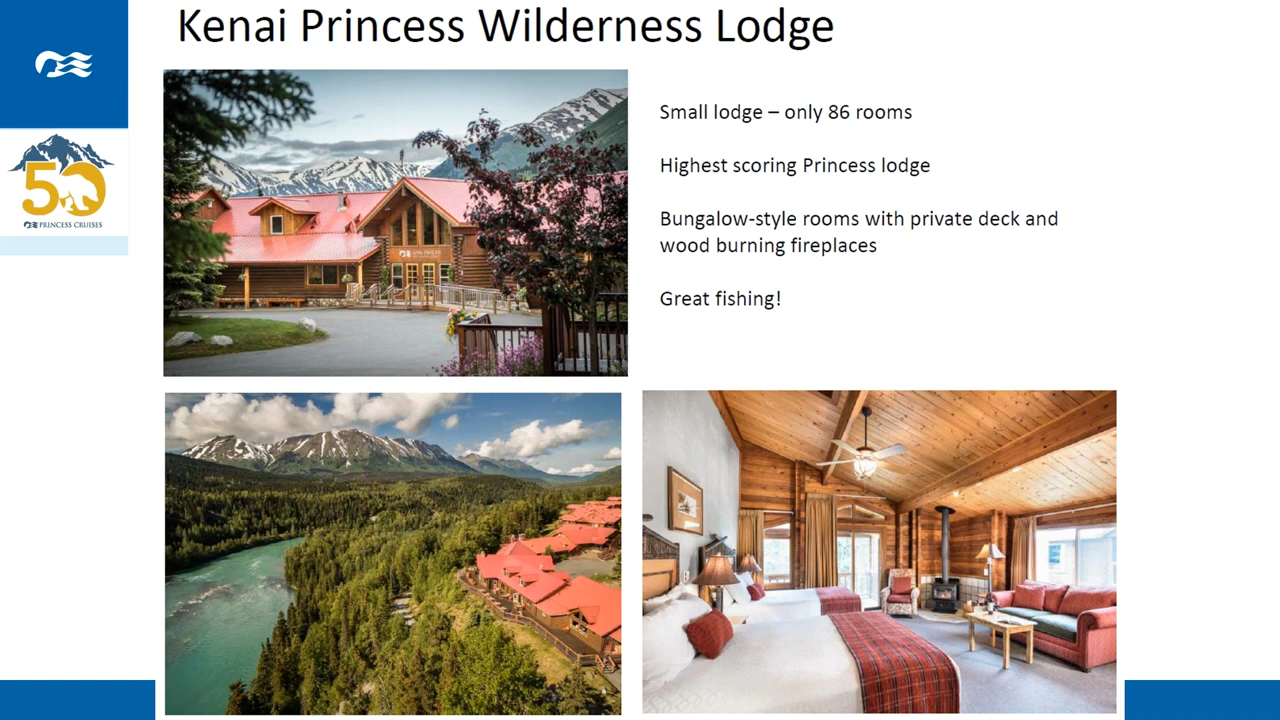 Kenai Princess Wilderness Lodge
Small lodge – only 86 rooms
Highest scoring Princess lodge
Bungalow-style rooms with private deck and
wood burning fireplaces
Great fishing!
50
PRINCESS CRUISES